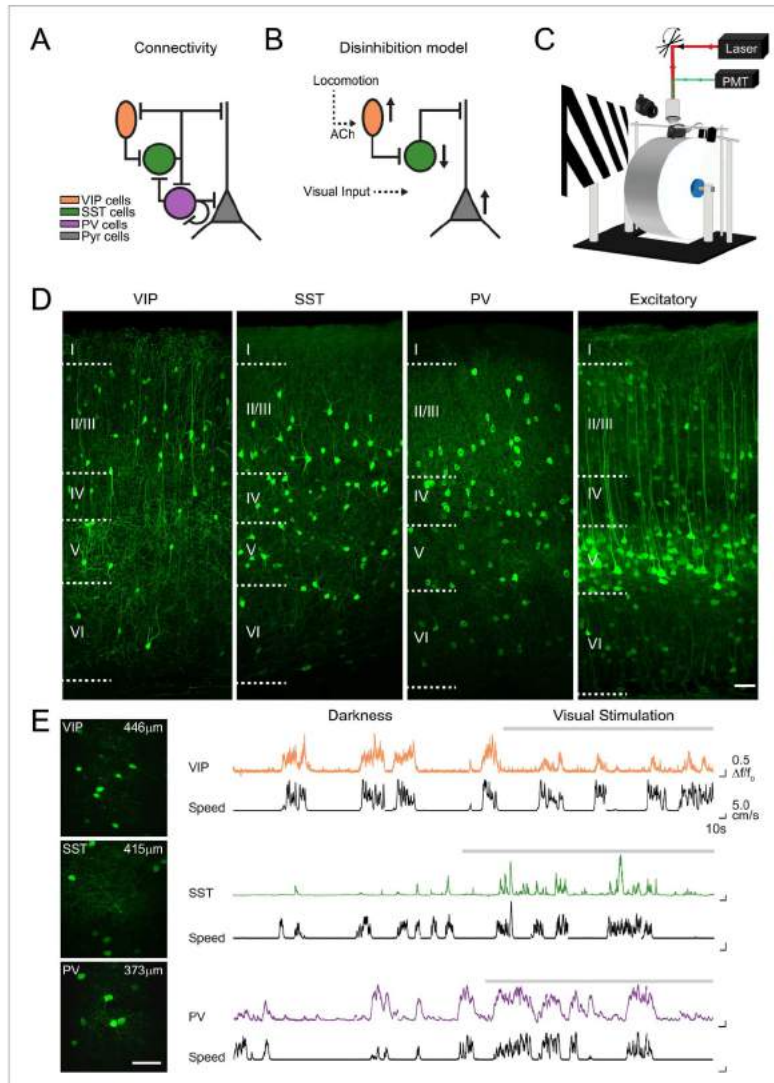 A Connectivity
VIP cells
SST cells
PV cells
Pyr cells
B Disinhibition model
Locomotion
ACh
Visual Input
C
Laser
PMT
D
VIP SST PV Excitatory
I I I I
II/III II/III II/III II/III
IV IV IV IV
V V V V
VI VI VI VI
E
VIP 446µm
SST 415µm
PV 373µm
Darkness Visual Stimulation
VIP
0.5
Δf/f₀
Speed
5.0
cm/s
10s
SST
Speed
PV
Speed